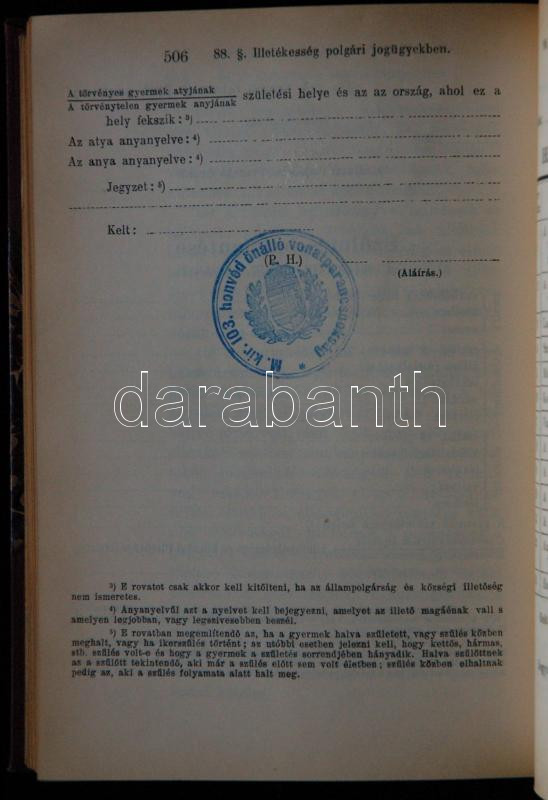 506 88. §. Illetékesség polgári jogügyekben.
A törvényes gyermek atyjának
A törvénytelen gyermek anyjának
születési helye és az az ország, ahol ez a
hely fekszik: ³)
Az atya anyanyelve: ⁴)
Az anya anyanyelve: ⁴)
Jegyzet: ⁵)
Kelt:
(P. H.)
(Aláírás.)
M. kir. 103. honvéd önálló vonatparancsnokság *
darabanth
³) E rovatot csak akkor kell kitölteni, ha az állampolgárság és községi illetőség
nem ismeretes.
⁴) Anyanyelvül azt a nyelvet kell bejegyezni, amelyet az illető magáénak vall s
amelyen legjobban, vagy legszivesebben beszél.
⁵) E rovatban megemlítendő az, ha a gyermek halva született, vagy szülés közben
meghalt, vagy ha ikerszülés történt; az utóbbi esetben jelezni kell, hogy kettős, hármas,
stb. szülés volt-e és hogy a gyermek a születés sorrendjében hányadik. Halva szülöttnek
az a szülött tekintendő, aki már a szülés előtt sem volt életben; szülés közben elhaltnak
pedig az, aki a szülés folyamata alatt halt meg.